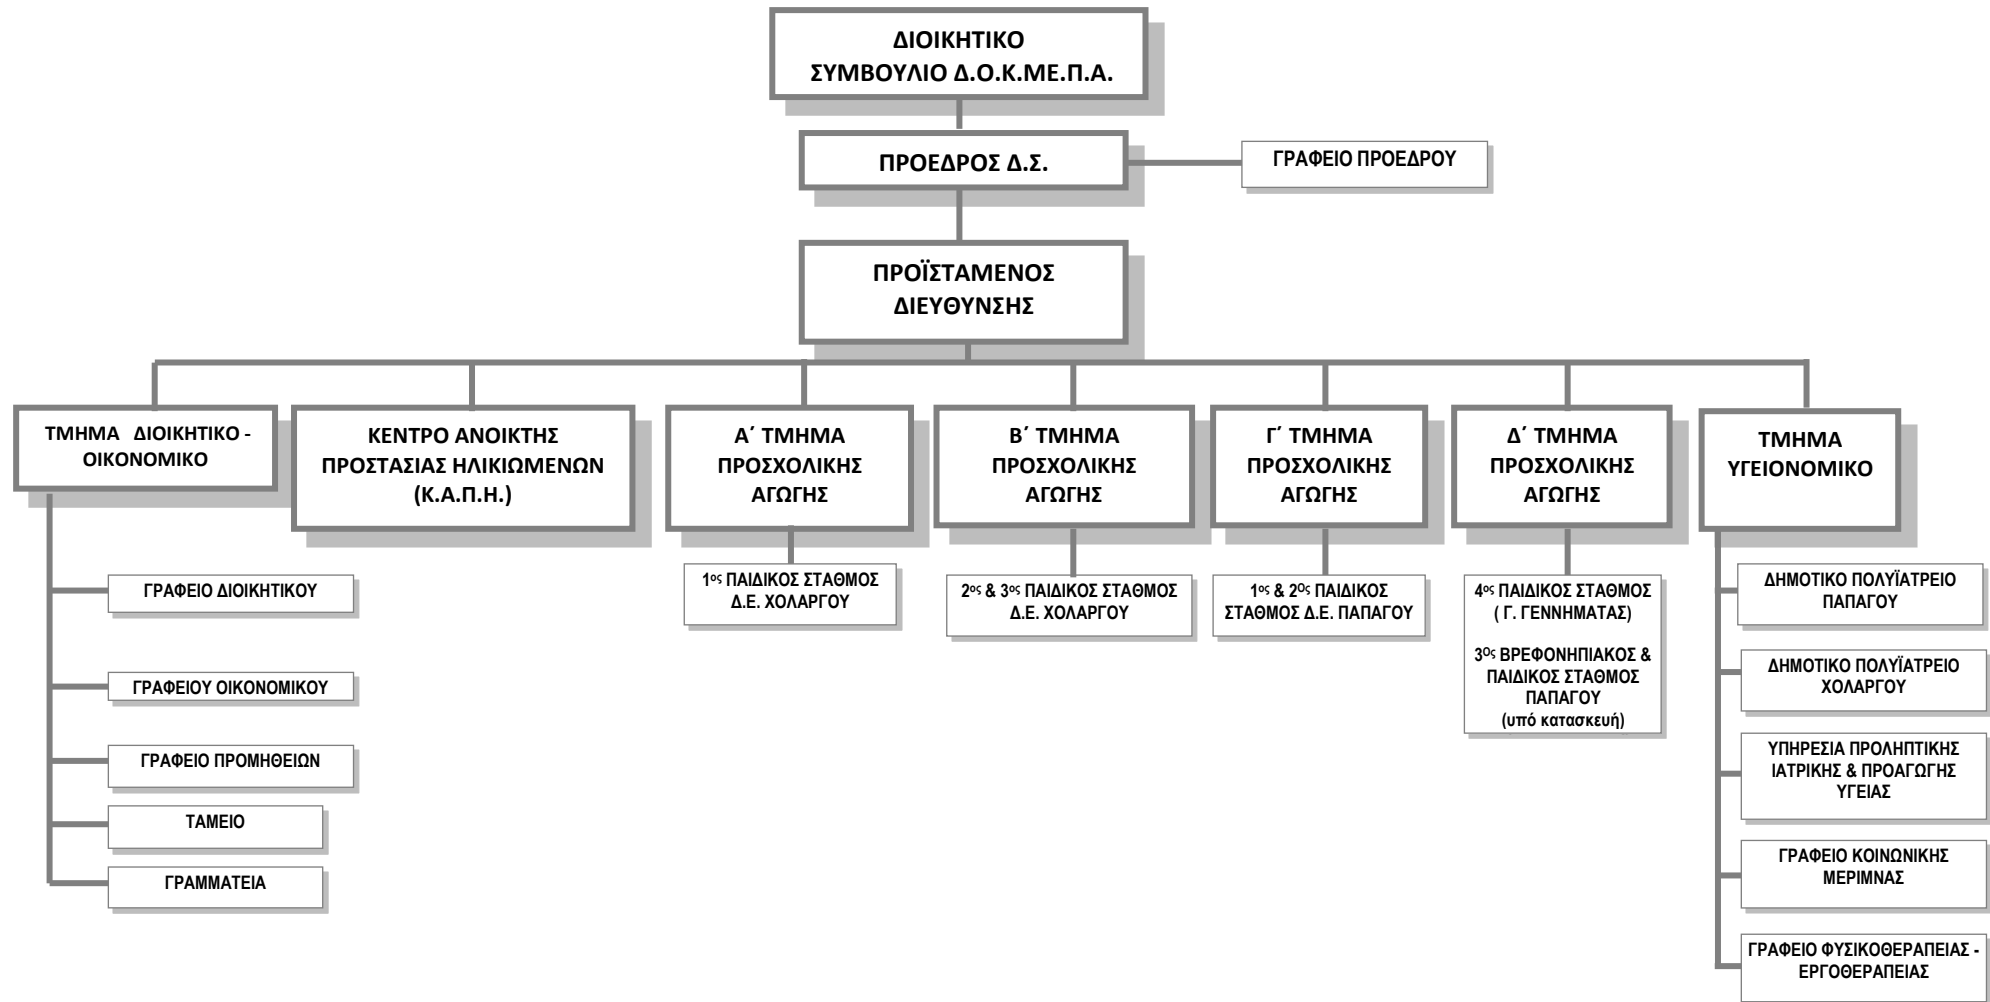 ΔΙΟΙΚΗΤΙΚΟ
ΣΥΜΒΟΥΛΙΟ Δ.Ο.Κ.ΜΕ.Π.Α.
ΠΡΟΕΔΡΟΣ Δ.Σ.
ΓΡΑΦΕΙΟ ΠΡΟΕΔΡΟΥ
ΠΡΟΪΣΤΑΜΕΝΟΣ
ΔΙΕΥΘΥΝΣΗΣ
ΤΜΗΜΑ ΔΙΟΙΚΗΤΙΚΟ -
ΟΙΚΟΝΟΜΙΚΟ
ΚΕΝΤΡΟ ΑΝΟΙΚΤΗΣ
ΠΡΟΣΤΑΣΙΑΣ ΗΛΙΚΙΩΜΕΝΩΝ
(Κ.Α.Π.Η.)
Α΄ ΤΜΗΜΑ
ΠΡΟΣΧΟΛΙΚΗΣ
ΑΓΩΓΗΣ
Β΄ ΤΜΗΜΑ
ΠΡΟΣΧΟΛΙΚΗΣ
ΑΓΩΓΗΣ
Γ΄ ΤΜΗΜΑ
ΠΡΟΣΧΟΛΙΚΗΣ
ΑΓΩΓΗΣ
Δ΄ ΤΜΗΜΑ
ΠΡΟΣΧΟΛΙΚΗΣ
ΑΓΩΓΗΣ
ΤΜΗΜΑ
ΥΓΕΙΟΝΟΜΙΚΟ
ΓΡΑΦΕΙΟ ΔΙΟΙΚΗΤΙΚΟΥ
ΓΡΑΦΕΙΟΥ ΟΙΚΟΝΟΜΙΚΟΥ
ΓΡΑΦΕΙΟ ΠΡΟΜΗΘΕΙΩΝ
ΤΑΜΕΙΟ
ΓΡΑΜΜΑΤΕΙΑ
1ος ΠΑΙΔΙΚΟΣ ΣΤΑΘΜΟΣ
Δ.Ε. ΧΟΛΑΡΓΟΥ
2ος & 3ος ΠΑΙΔΙΚΟΣ ΣΤΑΘΜΟΣ
Δ.Ε. ΧΟΛΑΡΓΟΥ
1ος & 2Ος ΠΑΙΔΙΚΟΣ
ΣΤΑΘΜΟΣ Δ.Ε. ΠΑΠΑΓΟΥ
4ος ΠΑΙΔΙΚΟΣ ΣΤΑΘΜΟΣ
( Γ. ΓΕΝΝΗΜΑΤΑΣ)
3Ος ΒΡΕΦΟΝΗΠΙΑΚΟΣ &
ΠΑΙΔΙΚΟΣ ΣΤΑΘΜΟΣ
ΠΑΠΑΓΟΥ
(υπό κατασκευή)
ΔΗΜΟΤΙΚΟ ΠΟΛΥΪΑΤΡΕΙΟ
ΠΑΠΑΓΟΥ
ΔΗΜΟΤΙΚΟ ΠΟΛΥΪΑΤΡΕΙΟ
ΧΟΛΑΡΓΟΥ
ΥΠΗΡΕΣΙΑ ΠΡΟΛΗΠΤΙΚΗΣ
ΙΑΤΡΙΚΗΣ & ΠΡΟΑΓΩΓΗΣ
ΥΓΕΙΑΣ
ΓΡΑΦΕΙΟ ΚΟΙΝΩΝΙΚΗΣ
ΜΕΡΙΜΝΑΣ
ΓΡΑΦΕΙΟ ΦΥΣΙΚΟΘΕΡΑΠΕΙΑΣ -
ΕΡΓΟΘΕΡΑΠΕΙΑΣ